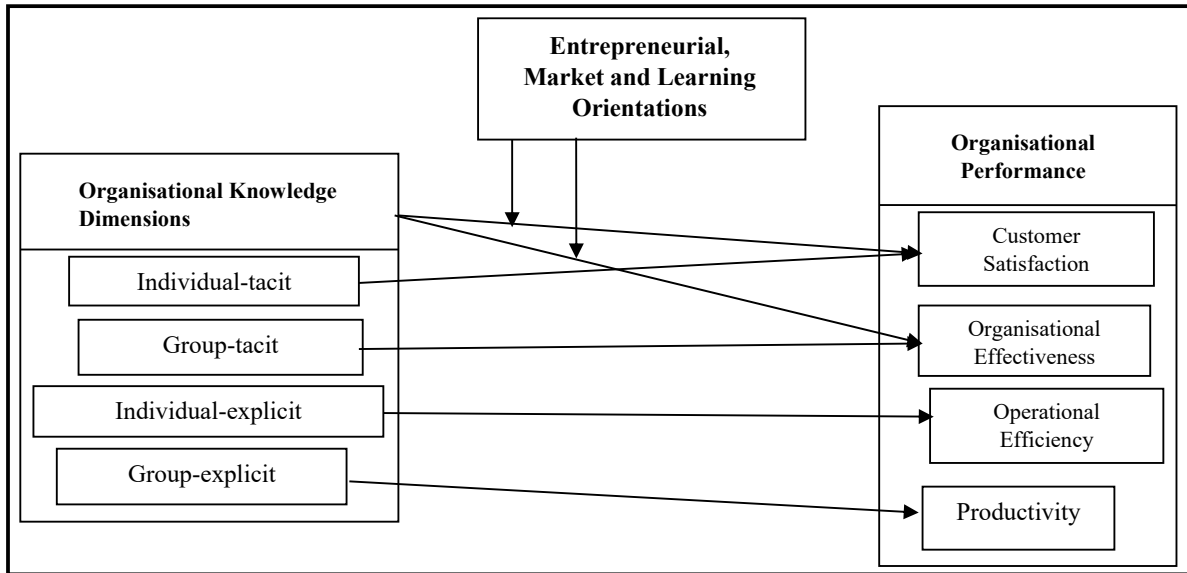 Entrepreneurial,
Market and Learning
Orientations
Organisational Knowledge
Dimensions
Individual-tacit
Group-tacit
Individual-explicit
Group-explicit
Organisational
Performance
Customer
Satisfaction
Organisational
Effectiveness
Operational
Efficiency
Productivity